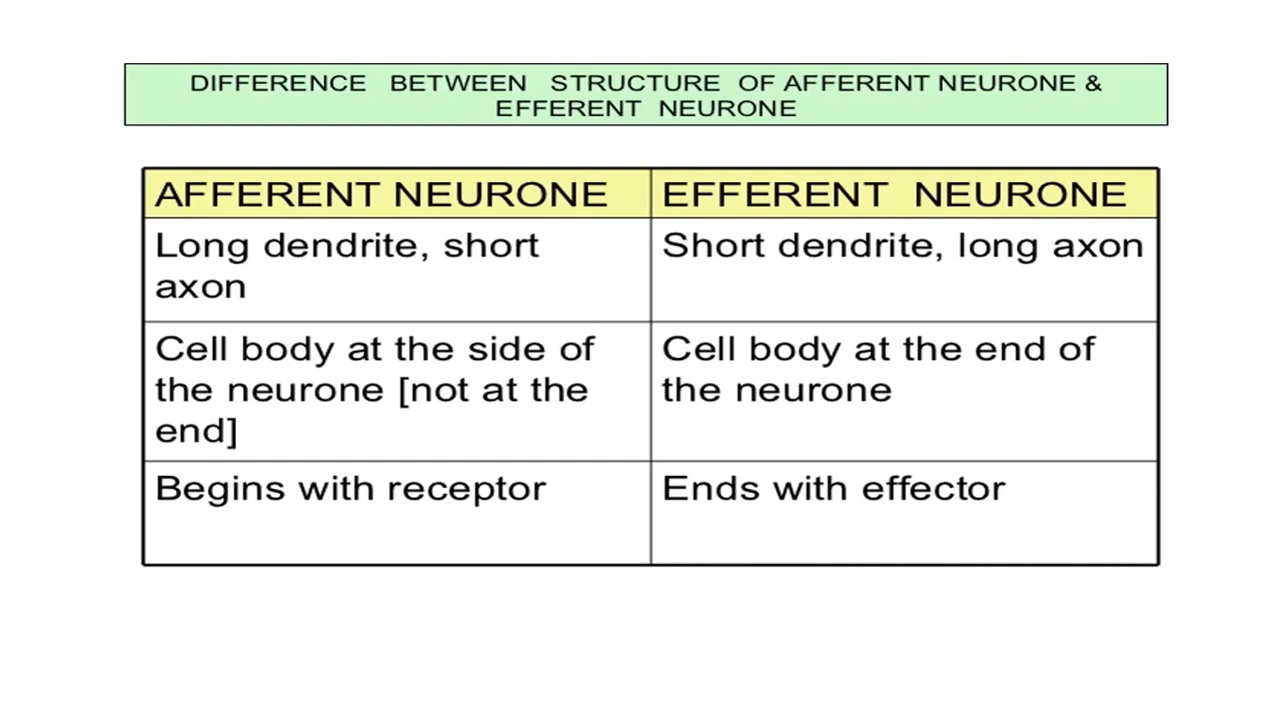 DIFFERENCE BETWEEN STRUCTURE OF AFFERENT NEURONE &
EFFERENT NEURONE
AFFERENT NEURONE
EFFERENT NEURONE
Long dendrite, short
axon
Short dendrite, long axon
Cell body at the side of
the neurone [not at the
end]
Cell body at the end of
the neurone
Begins with receptor
Ends with effector